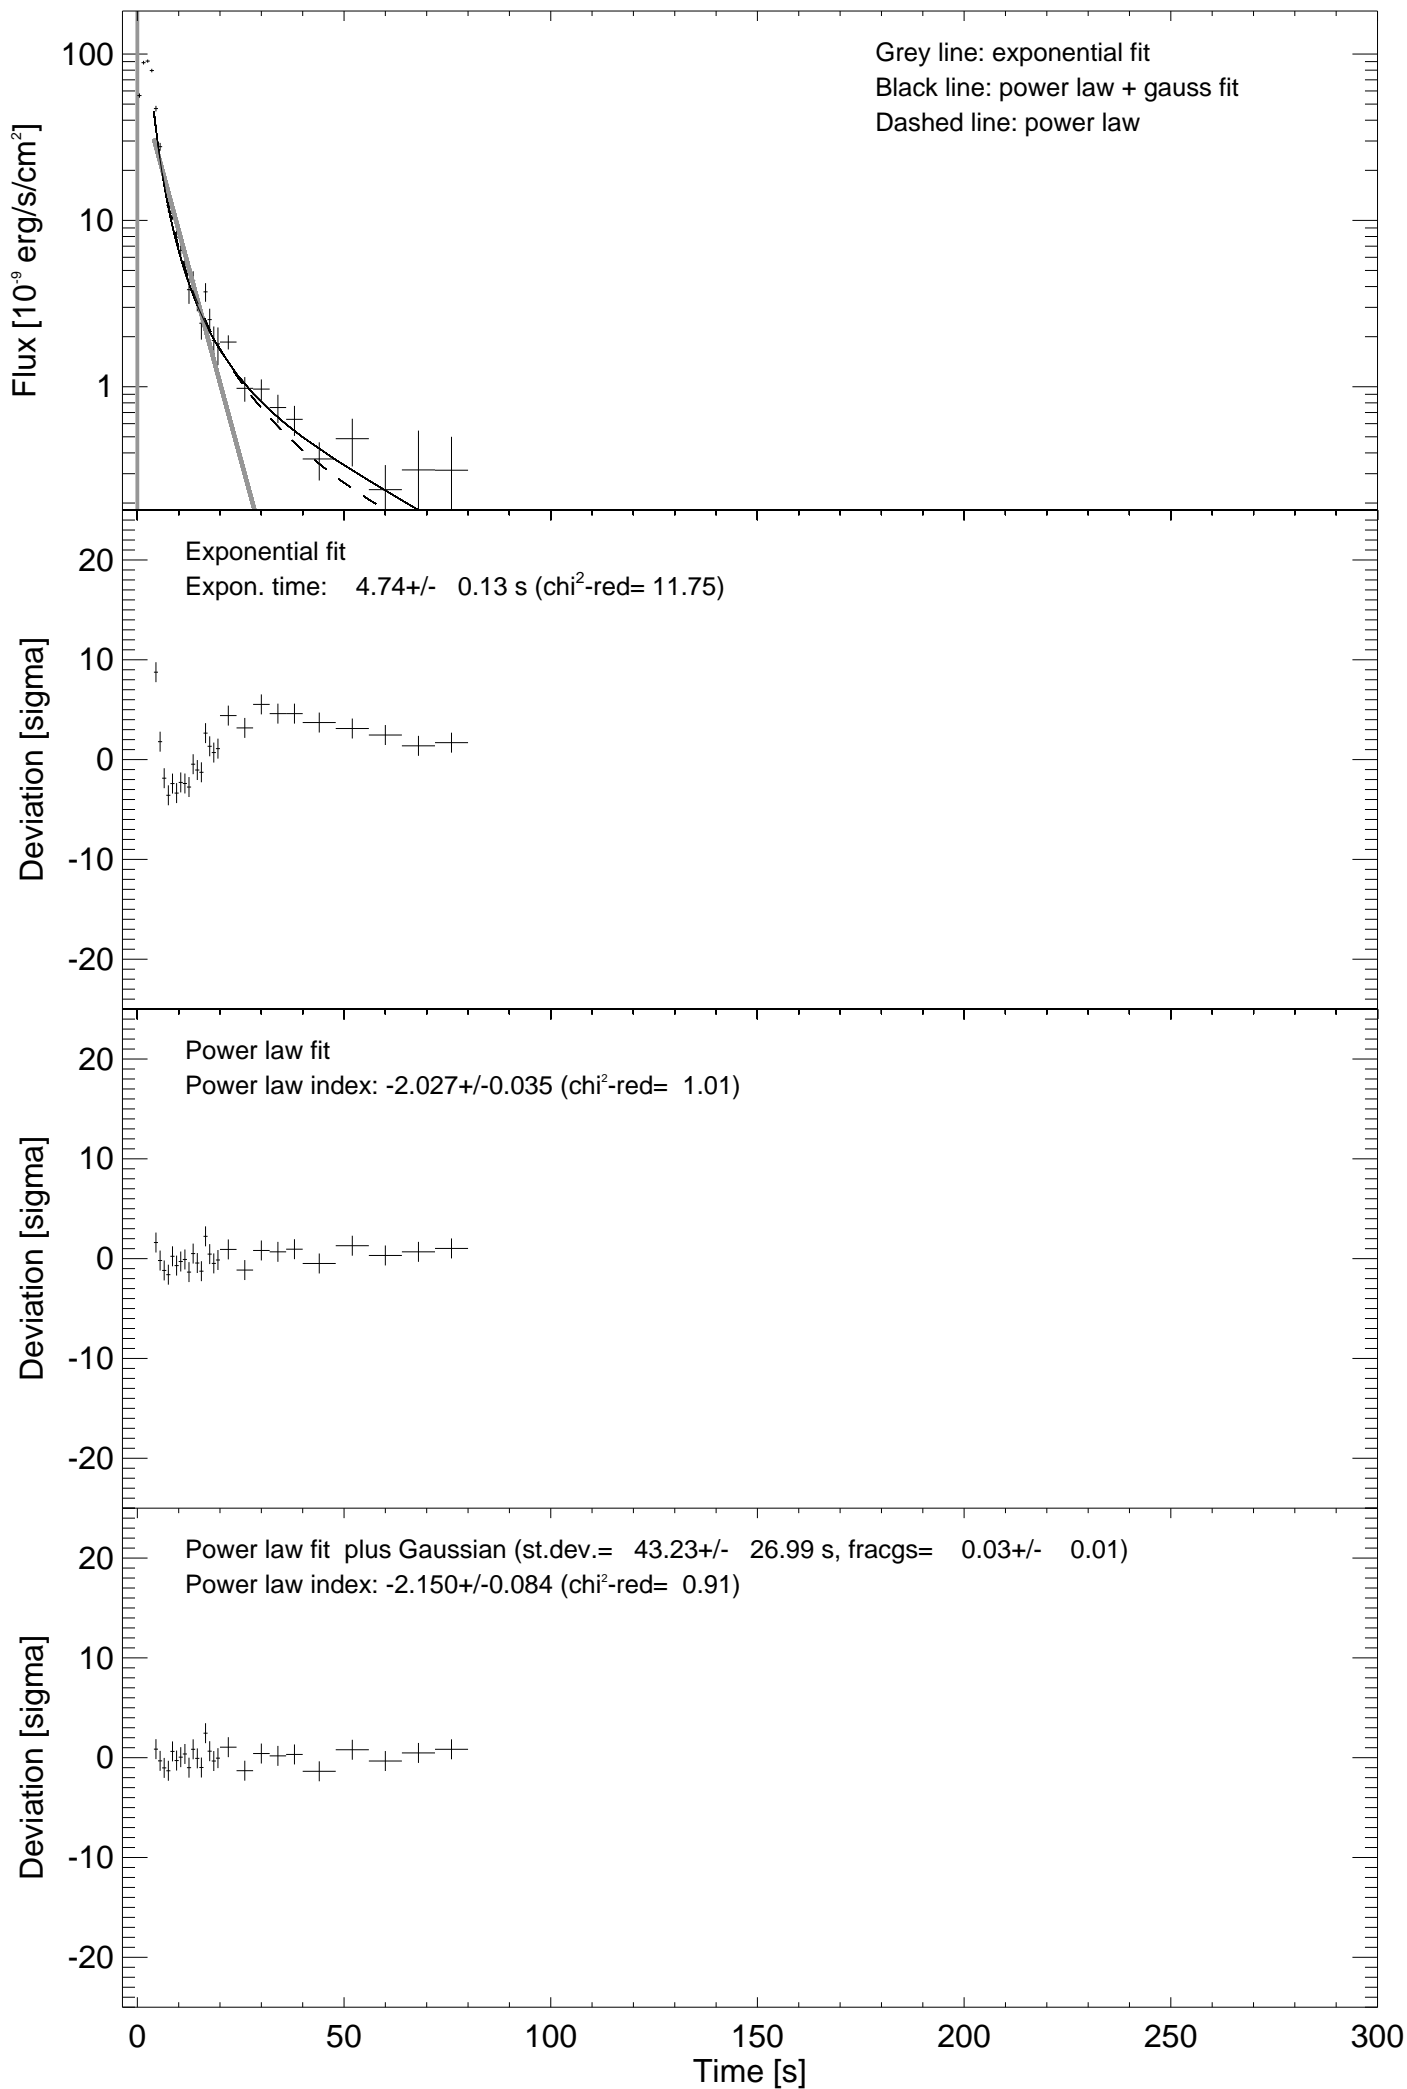 Grey line: exponential fit
Black line: power law + gauss fit
Dashed line: power law
100
10
1
Flux [10⁻⁹ erg/s/cm²]
Exponential fit
Expon. time: 4.74+/- 0.13 s (chi²-red= 11.75)
20
10
0
-10
-20
Deviation [sigma]
Power law fit
Power law index: -2.027+/-0.035 (chi²-red= 1.01)
20
10
0
-10
-20
Deviation [sigma]
Power law fit plus Gaussian (st.dev.= 43.23+/- 26.99 s, fracgs= 0.03+/- 0.01)
Power law index: -2.150+/-0.084 (chi²-red= 0.91)
20
10
0
-10
-20
Deviation [sigma]
0 50 100 150 200 250 300
Time [s]